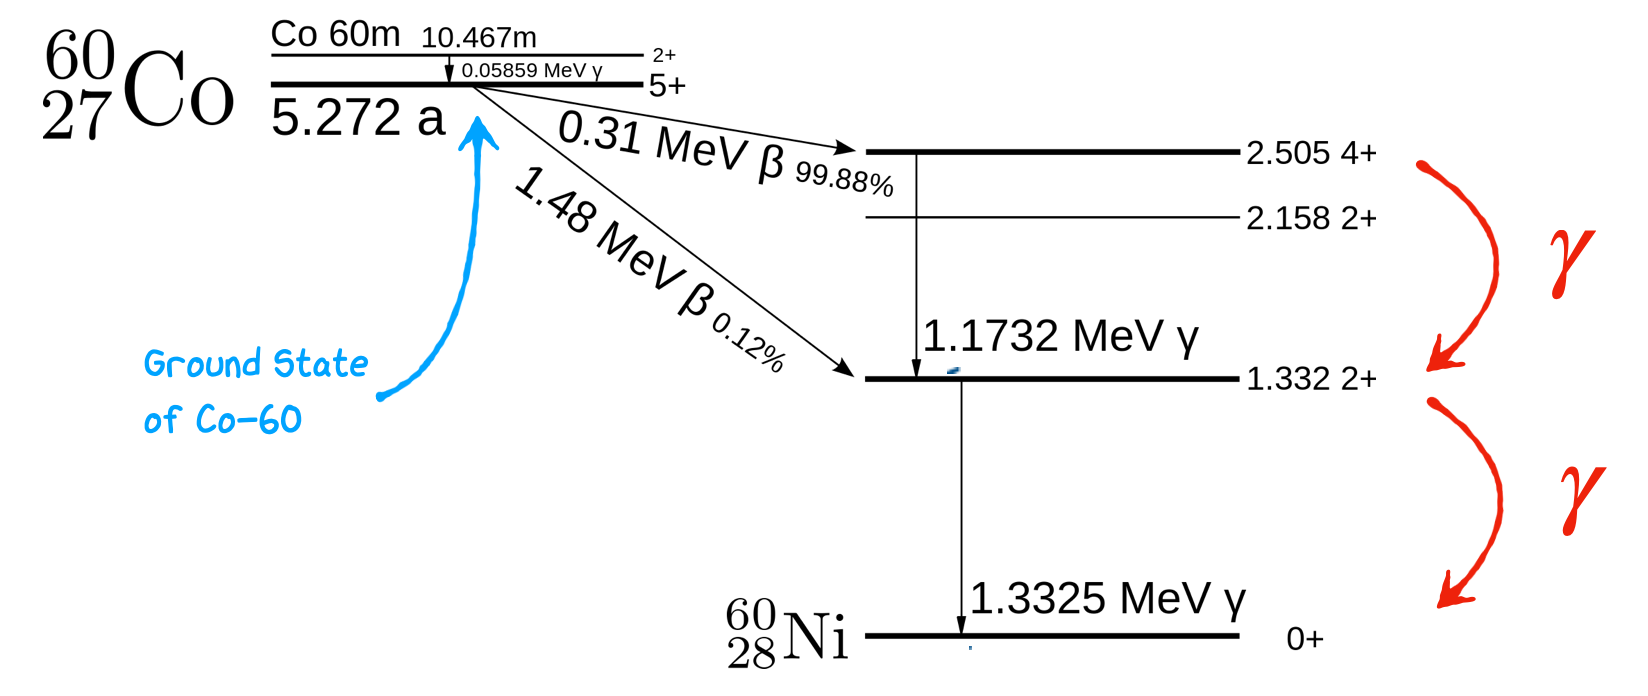 60
27 Co
Co 60m 10.467m
2+
0.05859 MeV γ
5+
5.272 a
0.31 MeV β 99.88%
1.48 MeV β 0.12%
2.505 4+
2.158 2+
γ
1.1732 MeV γ
1.332 2+
Ground State
of Co-60
γ
1.3325 MeV γ
60
28 Ni
0+